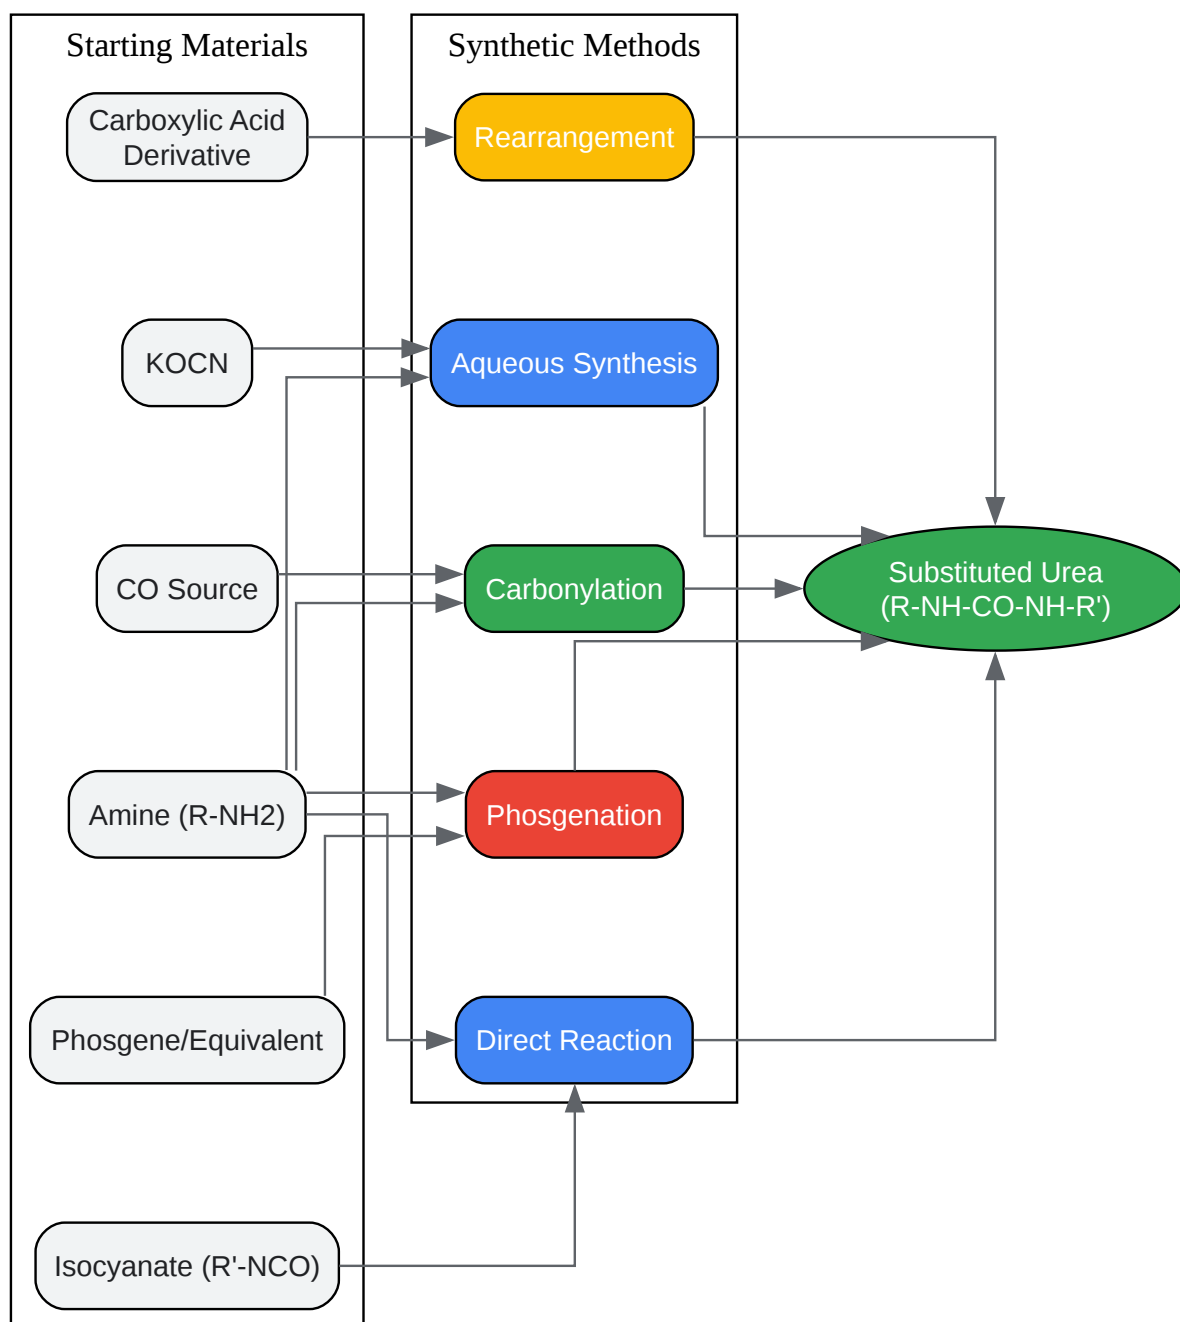 Starting Materials
Synthetic Methods
Carboxylic Acid
Derivative
Rearrangement
KOCN
Aqueous Synthesis
CO Source
Carbonylation
Substituted Urea
(R-NH-CO-NH-R')
Amine (R-NH2)
Phosgenation
Phosgene/Equivalent
Direct Reaction
Isocyanate (R'-NCO)